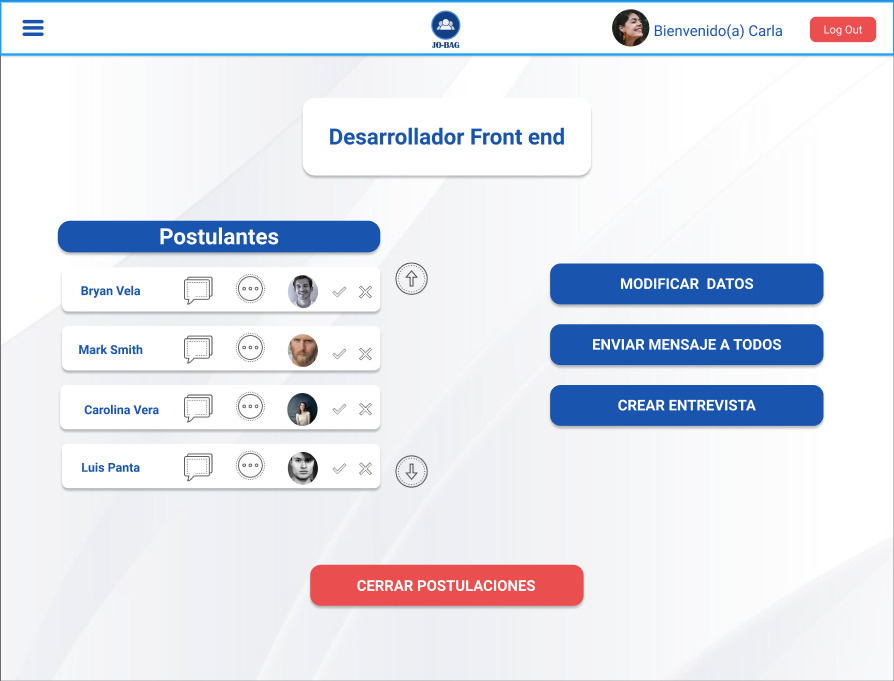 JO-BAG
Bienvenido(a) Carla
Log Out
Desarrollador Front end
Postulantes
Bryan Vela
Mark Smith
Carolina Vera
Luis Panta
MODIFICAR DATOS
ENVIAR MENSAJE A TODOS
CREAR ENTREVISTA
CERRAR POSTULACIONES